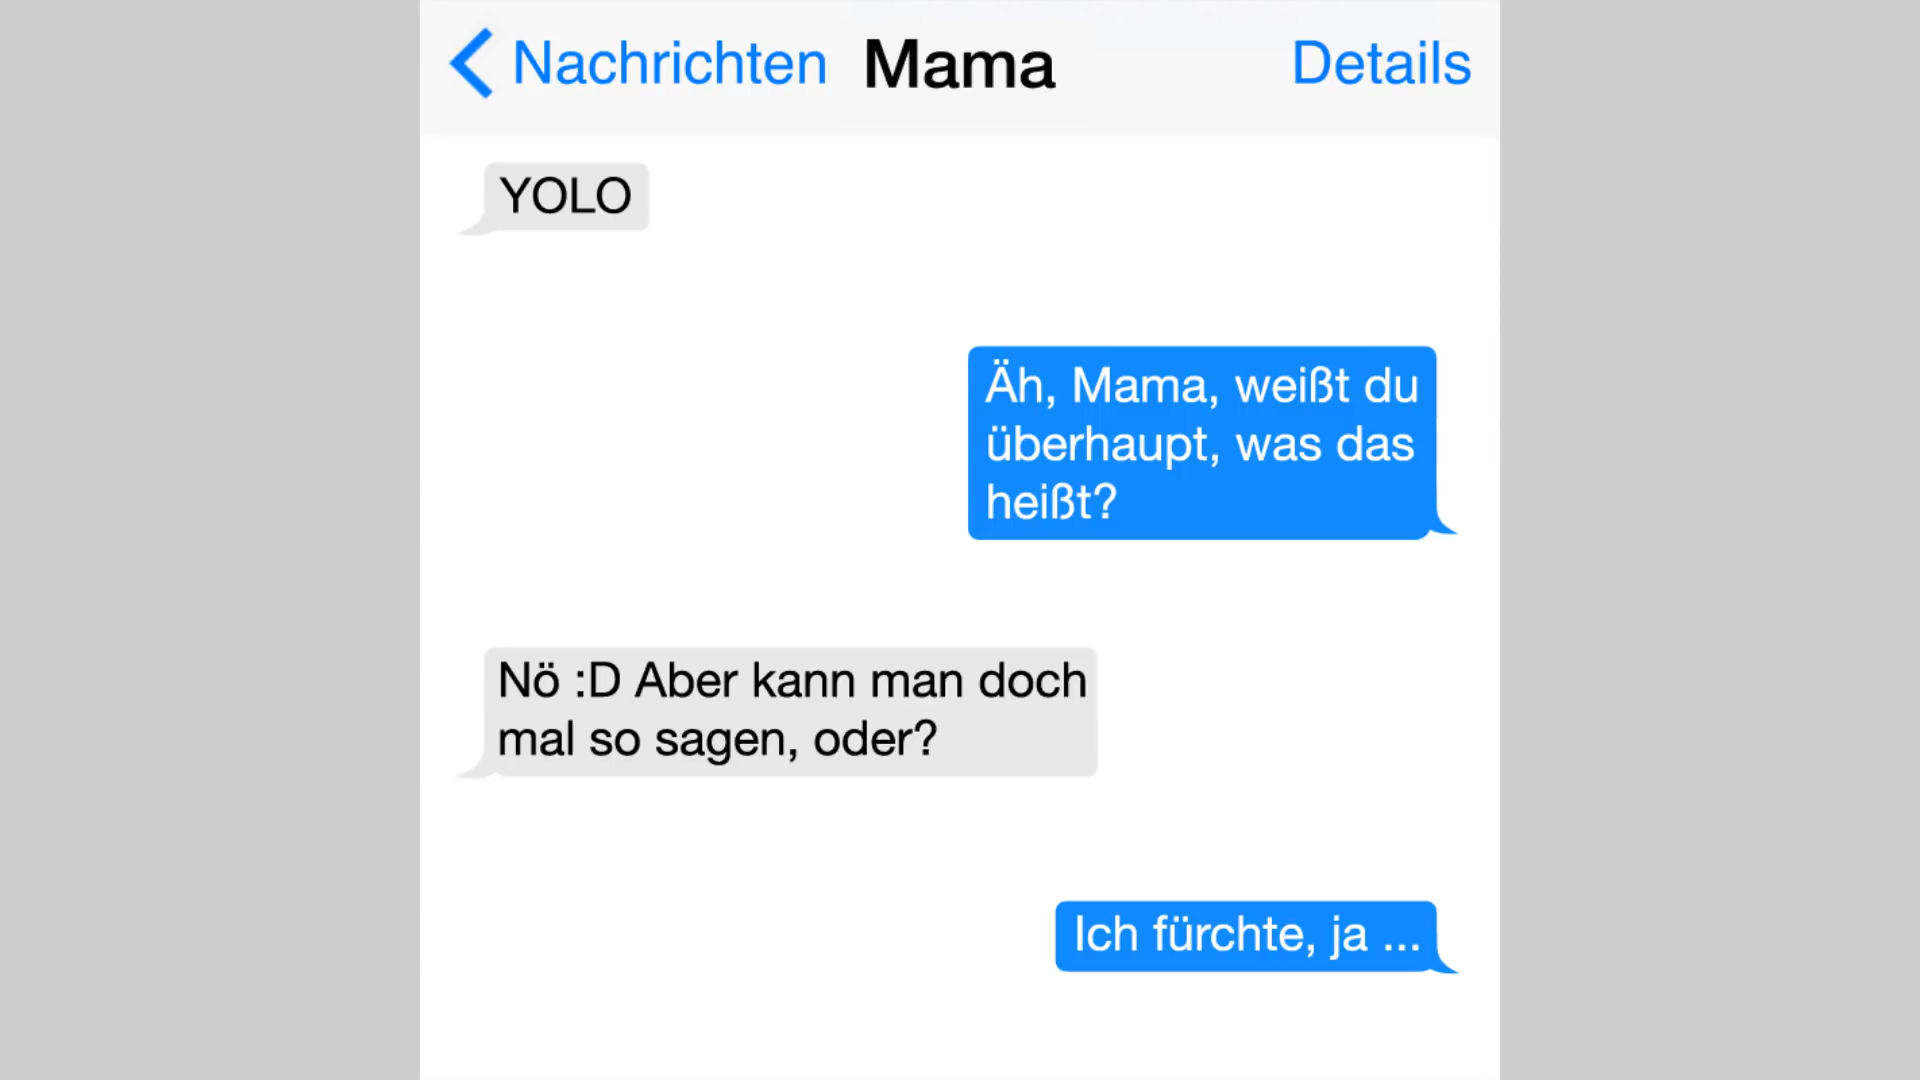 Nachrichten Mama Details
YOLO
Äh, Mama, weißt du
überhaupt, was das
heißt?
Nö :D Aber kann man doch
mal so sagen, oder?
Ich fürchte, ja ...